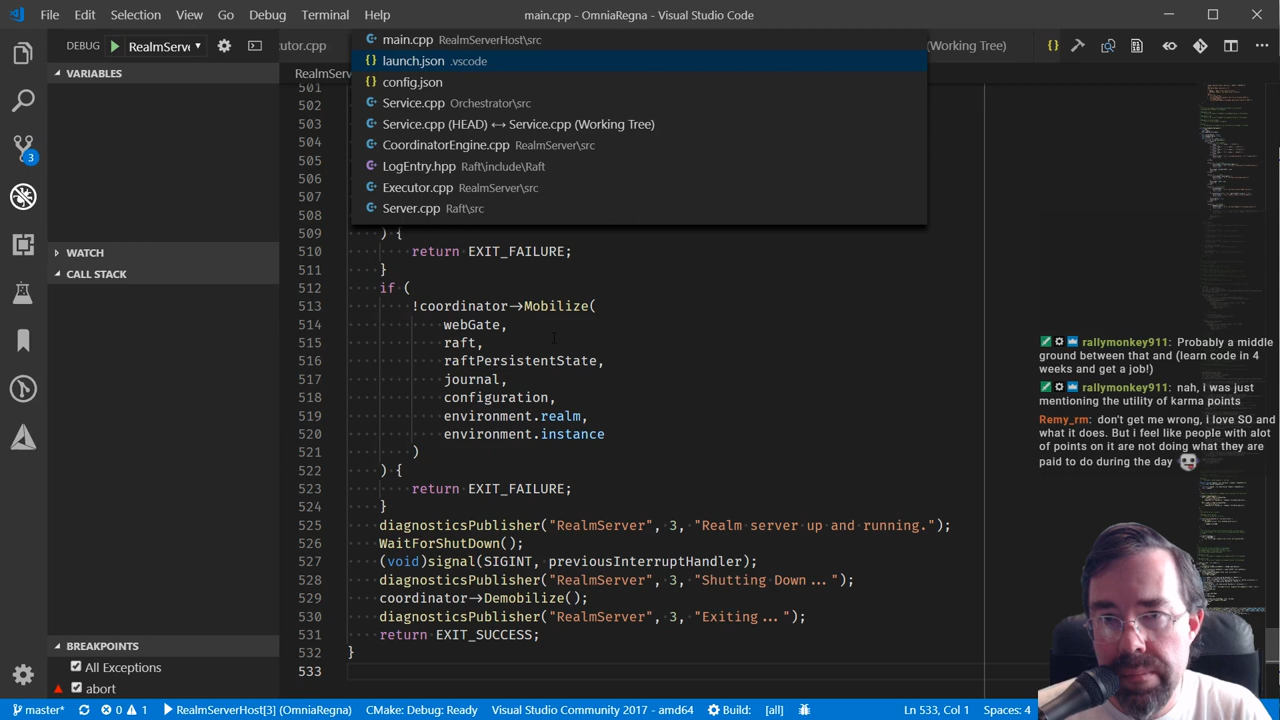 File Edit Selection View Go Debug Terminal Help
main.cpp - OmniaRegna - Visual Studio Code
DEBUG RealmServe
utor.cpp
(Working Tree)
main.cpp RealmServerHost\src
launch.json .vscode
config.json
Service.cpp Orchestrator\src
Service.cpp (HEAD) ↔ Service.cpp (Working Tree)
CoordinatorEngine.cpp RealmServer\src
LogEntry.hpp Raft\include\Raft
Executor.cpp RealmServer\src
Server.cpp Raft\src
VARIABLES
WATCH
CALL STACK
BREAKPOINTS
All Exceptions
abort
RealmServ
501
502
503
504
505
506
507
508
509 ) {
510 return EXIT_FAILURE;
511 }
512 if (
513 !coordinator->Mobilize(
514 webGate,
515 raft,
516 raftPersistentState,
517 journal,
518 configuration,
519 environment.realm,
520 environment.instance
521 )
522 ) {
523 return EXIT_FAILURE;
524 }
525 diagnosticsPublisher("RealmServer", 3, "Realm server up and running.");
526 WaitForShutDown();
527 (void)signal(SIGINT, previousInterruptHandler);
528 diagnosticsPublisher("RealmServer", 3, "Shutting Down...");
529 coordinator->Demobilize();
530 diagnosticsPublisher("RealmServer", 3, "Exiting...");
531 return EXIT_SUCCESS;
532 }
533
rallymonkey911: Probably a middle
ground between that and (learn code in 4
weeks and get a job!)
rallymonkey911: nah, i was just
mentioning the utility of karma points
Remy_rm: don't get me wrong, i love SO and
what it does. But i feel like people with alot
of points on it are not doing what they are
paid to do during the day
3
master* 0 1 RealmServerHost[3] (OmniaRegna) CMake: Debug: Ready Visual Studio Community 2017 - amd64 Build: [all] Ln 533, Col 1 Spaces: 4